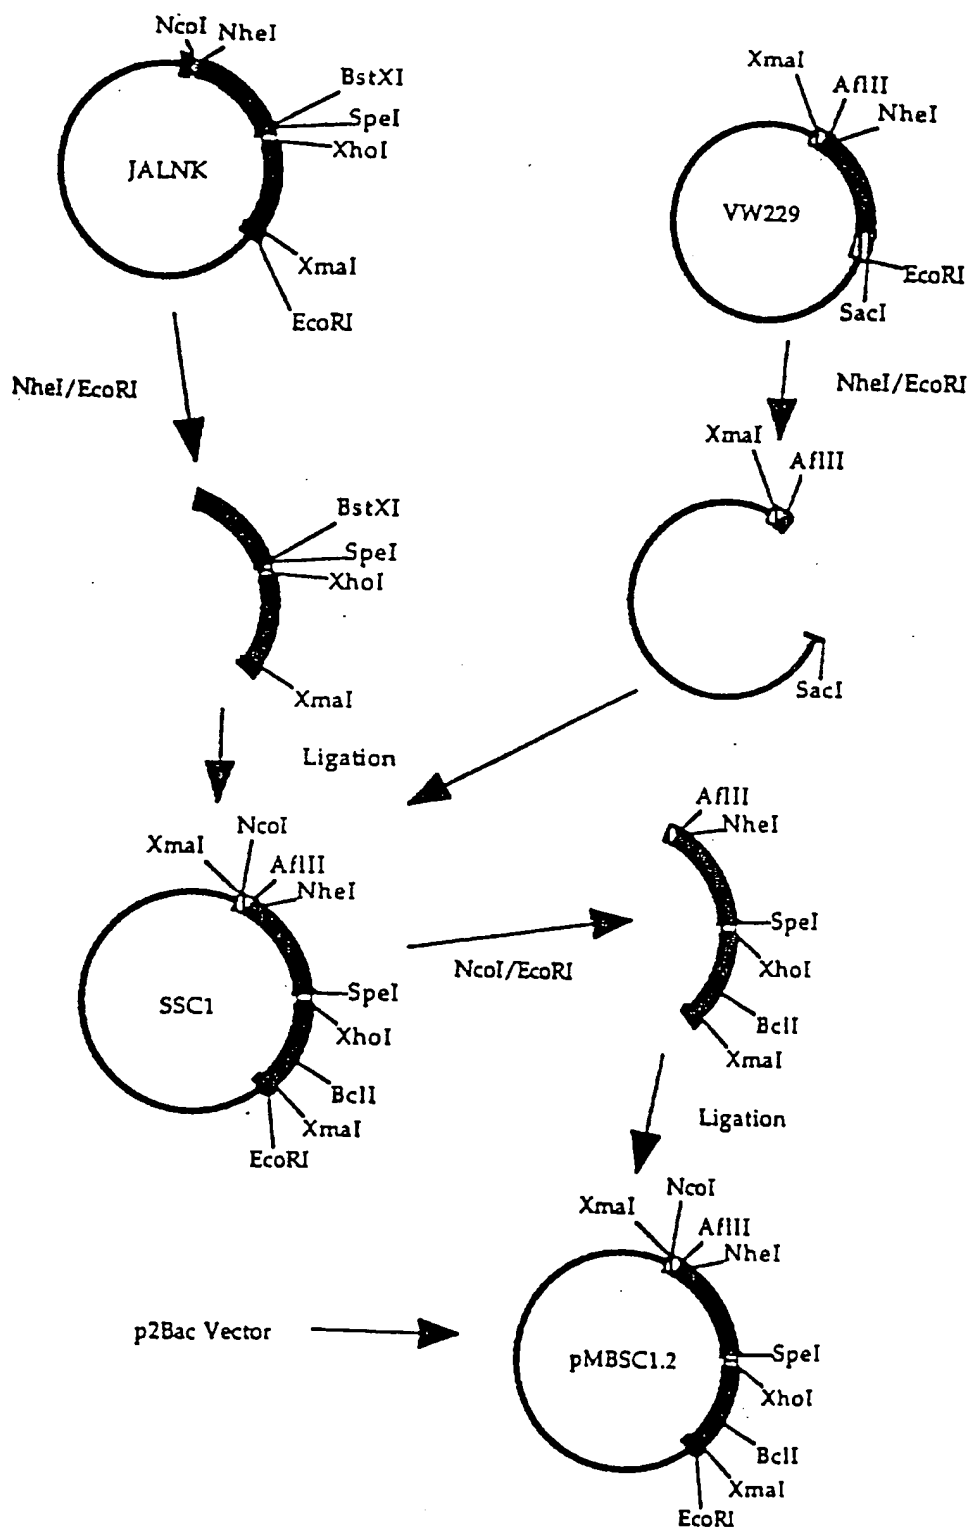 NcoI
NheI
BstXI
SpeI
XhoI
JALNK
XmaI
EcoRI
XmaI
AflII
NheI
VW229
EcoRI
SacI
NheI/EcoRI
NheI/EcoRI
BstXI
SpeI
XhoI
XmaI
XmaI
AflII
SacI
Ligation
XmaI
NcoI
AflII
NheI
SSC1
SpeI
XhoI
BclI
XmaI
EcoRI
NcoI/EcoRI
AflII
NheI
SpeI
XhoI
BclI
XmaI
Ligation
p2Bac Vector
XmaI
NcoI
AflII
NheI
pMBSC1.2
SpeI
XhoI
BclI
XmaI
EcoRI